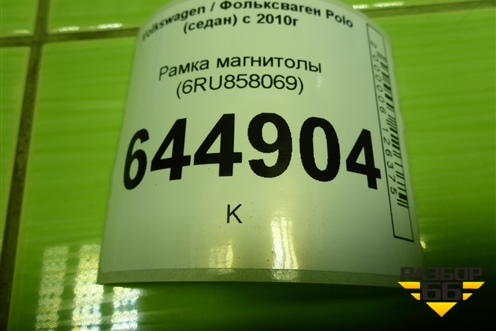 Volkswagen / Фольксваген Polo
(седан) с 2010г
Рамка магнитолы
(6RU858069)
644904
К
РАЗБОР
66